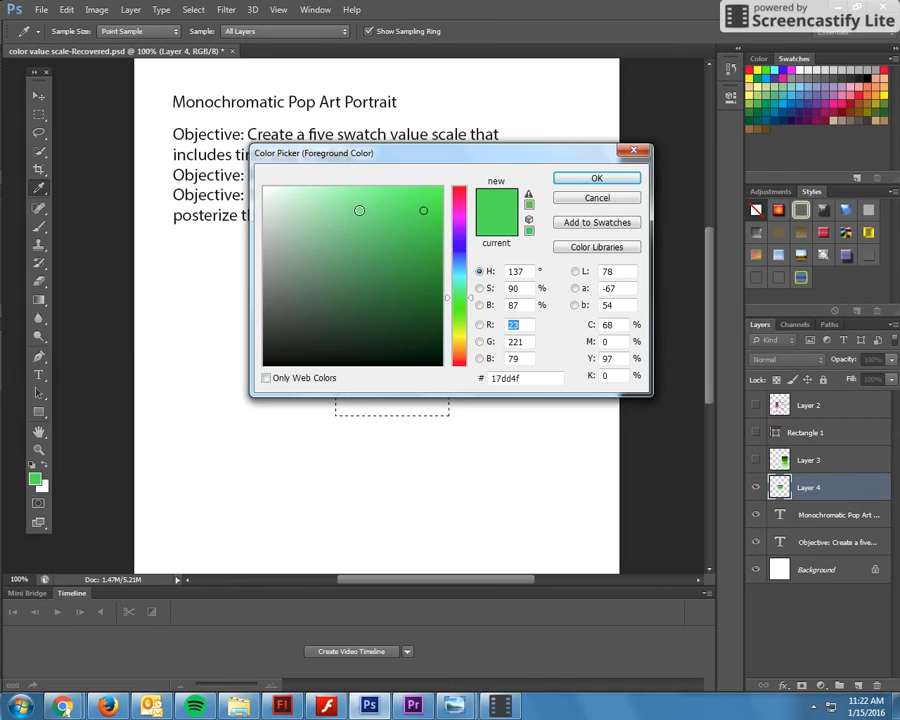 powered by
Screencastify Lite
Ps File Edit Image Layer Type Select Filter 3D View Window Help
Sample Size: Point Sample Sample: All Layers Show Sampling Ring
color value scale-Recovered.psd @ 100% (Layer 4, RGB/8) *
Color Swatches
Monochromatic Pop Art Portrait
Objective: Create a five swatch value scale that
includes
Objective:
Objective:
posterize
Color Picker (Foreground Color)
new
current
OK
Cancel
Add to Swatches
Color Libraries
H: 137 °
S: 90 %
B: 87 %
R: 23
G: 221
B: 79
# 17dd4f
L: 78
a: -67
b: 54
C: 68 %
M: 0 %
Y: 97 %
K: 0 %
Only Web Colors
Adjustments Styles
Layers Channels Paths
Kind
Normal Opacity: 100%
Lock: Fill: 100%
Layer 2
Rectangle 1
Layer 3
Layer 4
Monochromatic Pop Art ...
Objective: Create a five...
Background
100% Doc: 1.47M/5.21M
Mini Bridge Timeline
Create Video Timeline
Fl Ps Pr
11:22 AM
1/15/2016